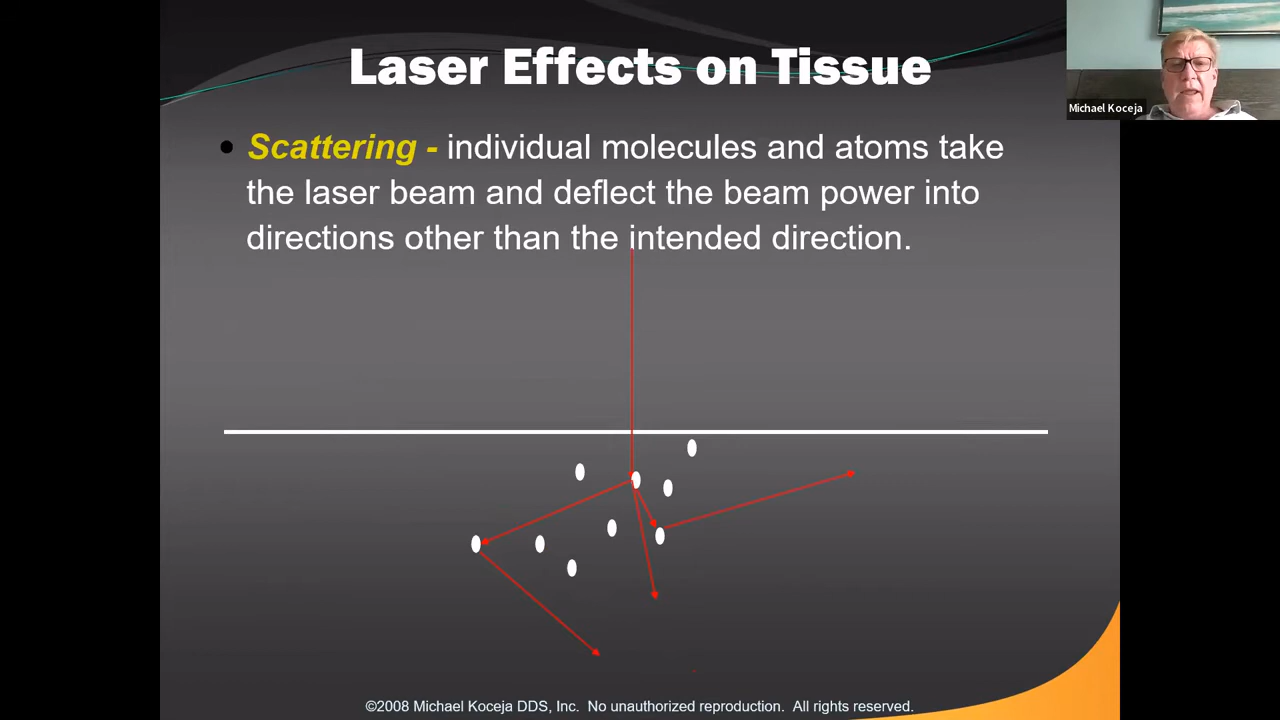 Laser Effects on Tissue
Michael Koceja
• Scattering - individual molecules and atoms take
the laser beam and deflect the beam power into
directions other than the intended direction.
©2008 Michael Koceja DDS, Inc. No unauthorized reproduction. All rights reserved.